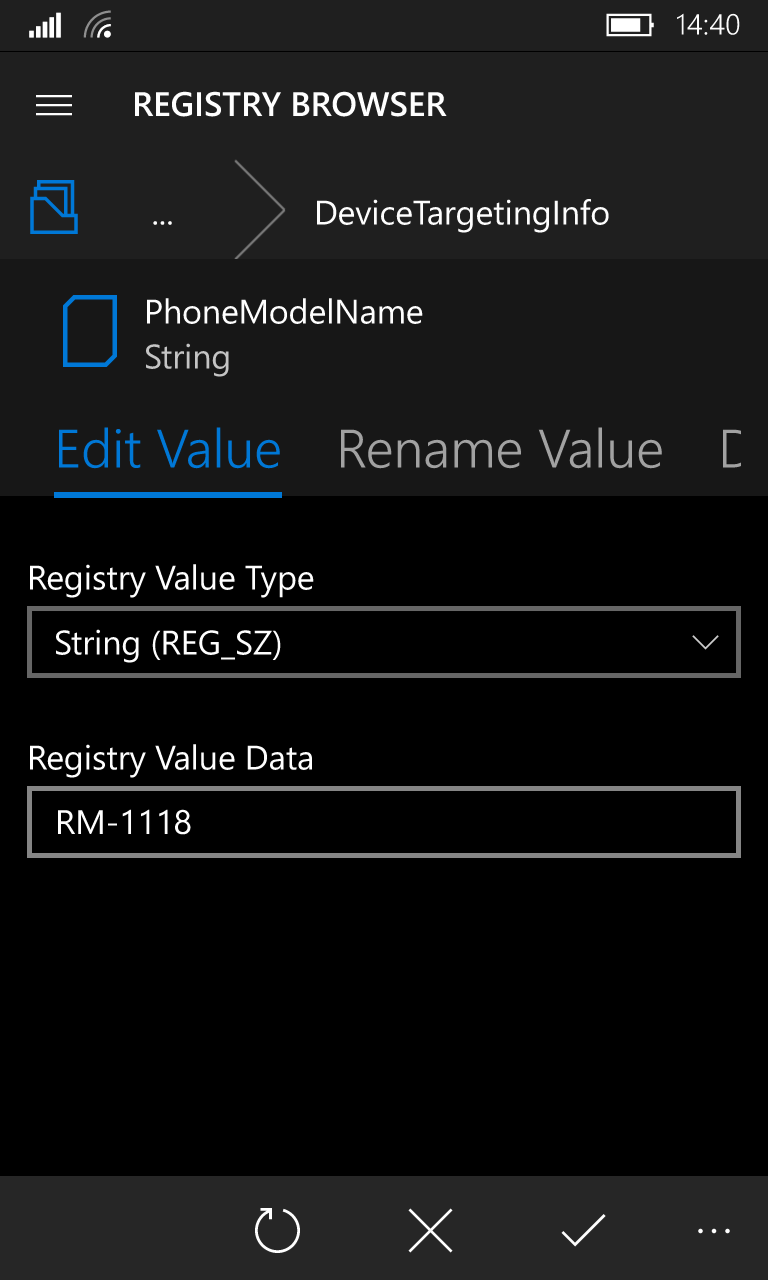 14:40
REGISTRY BROWSER
... DeviceTargetingInfo
PhoneModelName
String
Edit Value Rename Value D
Registry Value Type
String (REG_SZ)
Registry Value Data
RM-1118